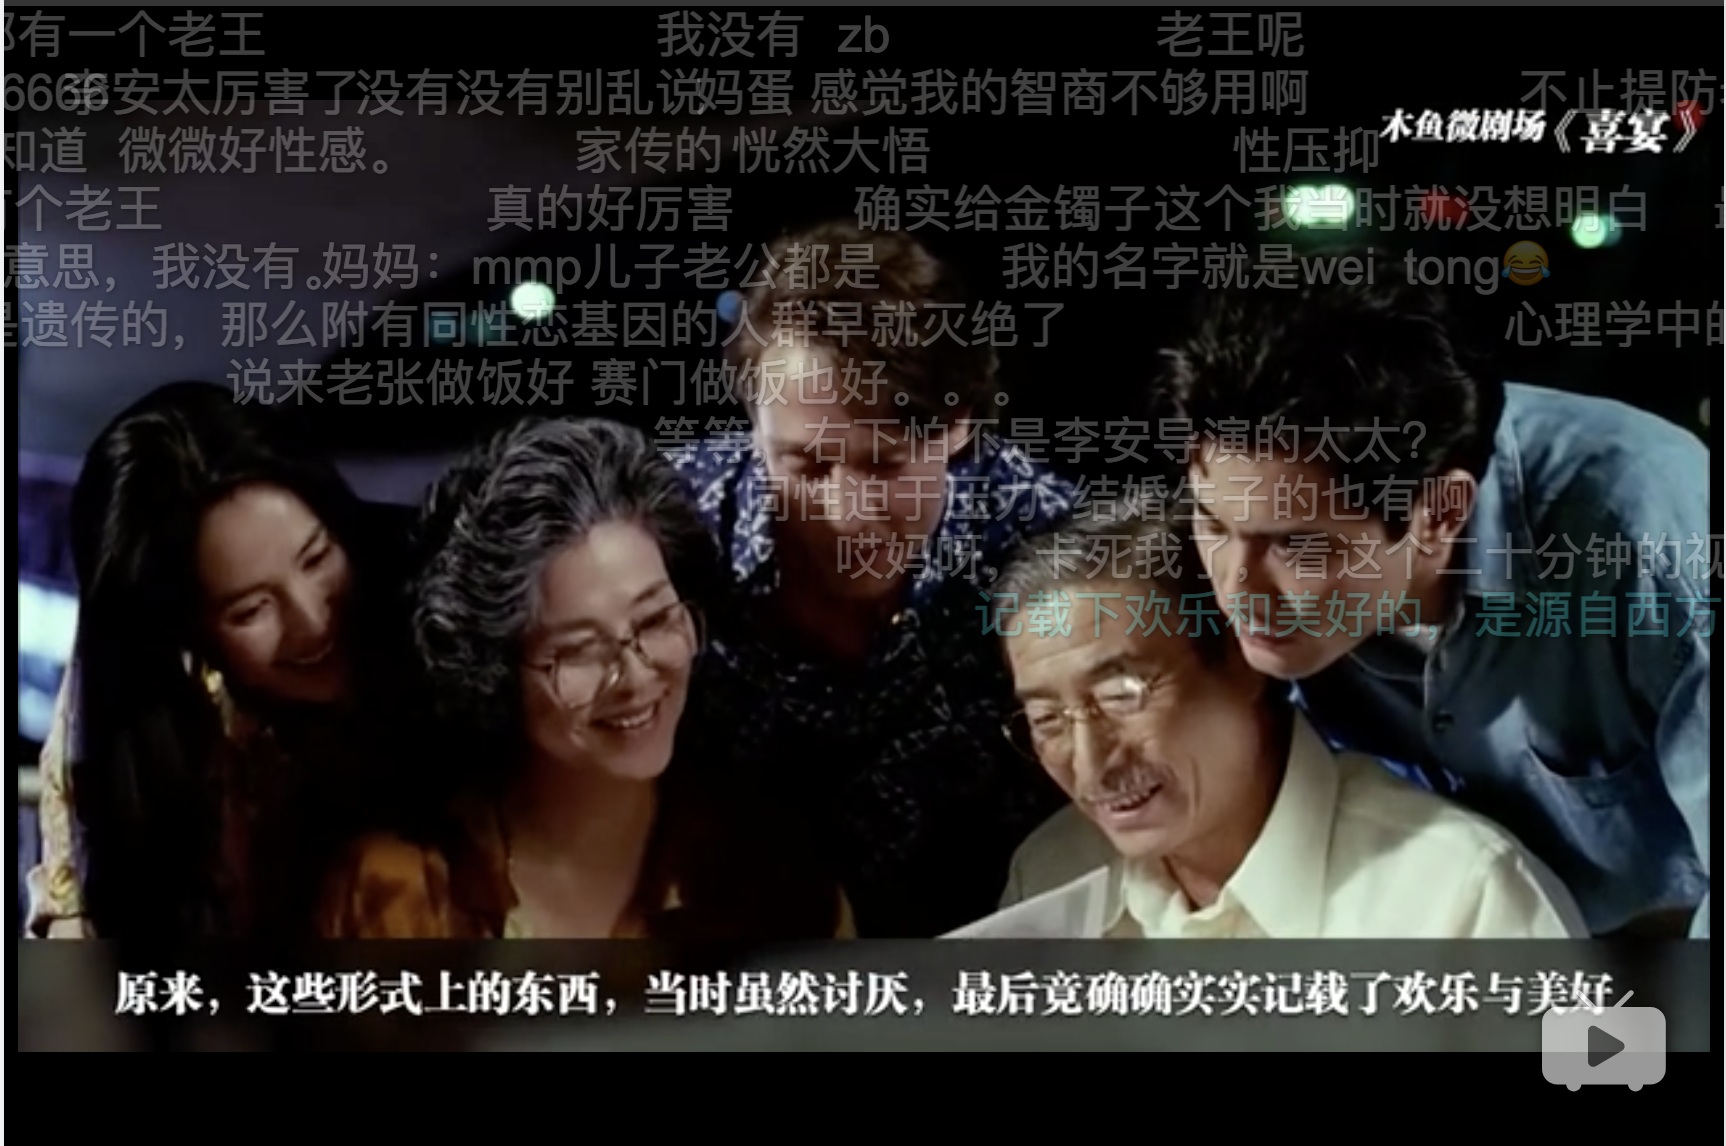 有一个老王 我没有 zb 老王呢
6666李安太厉害了没有没有别乱说妈蛋 感觉我的智商不够用啊 不止提防
木鱼微剧场《喜宴》
知道 微微好性感。 家传的 恍然大悟 性压抑
个老王 真的好厉害 确实给金镯子这个我当时就没想明白
意思，我没有。妈妈：mmp儿子老公都是 我的名字就是wei tong😂
是遗传的，那么附有同性恋基因的人群早就灭绝了 心理学中的
说来老张做饭好 赛门做饭也好。。。
等等 右下怕不是李安导演的太太？
同性迫于压力 结婚生子的也有啊
哎妈呀，卡死我了，看这个二十分钟的视
记载下欢乐和美好的，是源自西方
原来，这些形式上的东西，当时虽然讨厌，最后竟确确实实记载了欢乐与美好